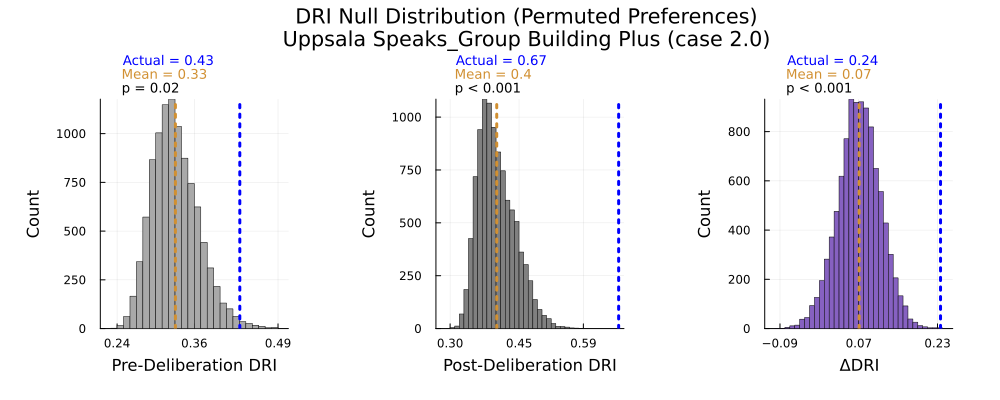 DRI Null Distribution (Permuted Preferences)
Uppsala Speaks_Group Building Plus (case 2.0)
Actual = 0.43
Mean = 0.33
p = 0.02
1000
750
500
250
0
Count
0.24 0.36 0.49
Pre-Deliberation DRI
Actual = 0.67
Mean = 0.4
p < 0.001
1000
750
500
250
0
Count
0.30 0.45 0.59
Post-Deliberation DRI
Actual = 0.24
Mean = 0.07
p < 0.001
800
600
400
200
0
Count
−0.09 0.07 0.23
ΔDRI